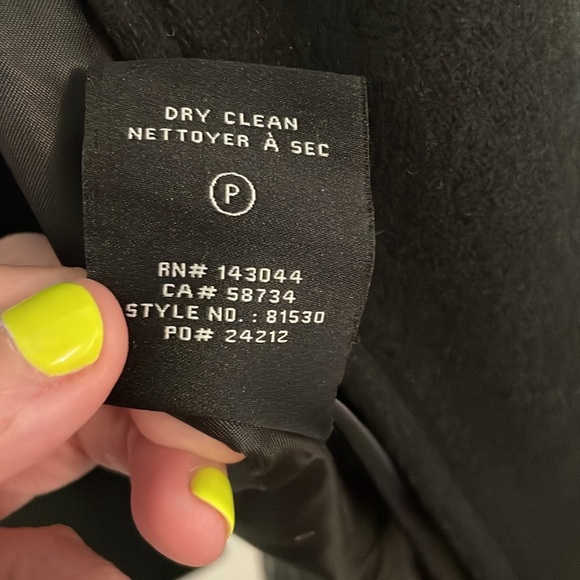 DRY CLEAN
NETTOYER À SEC
P
RN# 143044
CA# 58734
STYLE NO. : 81530
PO# 24212